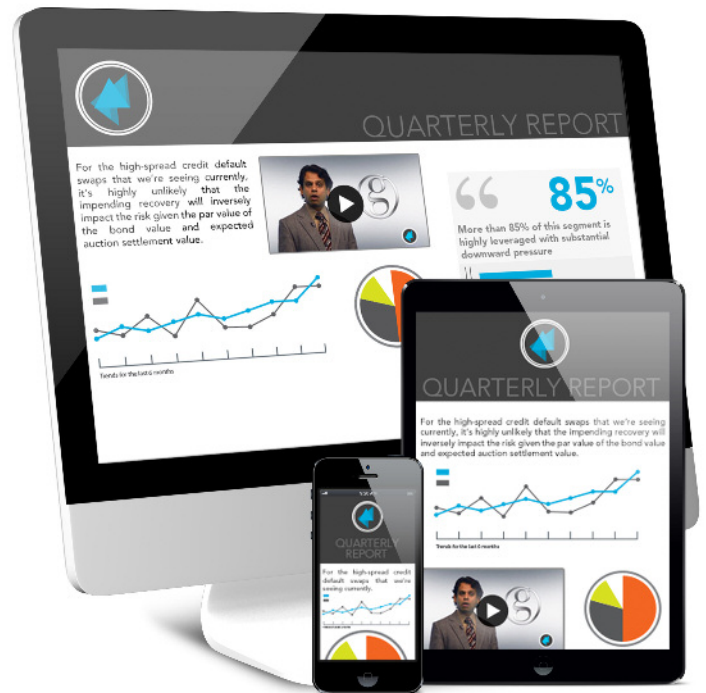 QUARTERLY REPORT
For the high-spread credit default
swaps that we're seeing currently,
it's highly unlikely that the
impending recovery will inversely
impact the risk given the par value of
the bond value and expected
auction settlement value.
g
“ 85%
More than 85% of this segment is
highly leveraged with substantial
downward pressure
Trends for the last 6 months
QUARTERLY REPORT
For the high-spread credit default swaps that we're seeing
currently, it's highly unlikely that the impending recovery will
inversely impact the risk given the par value of the bond value
and expected auction settlement value.
Trends for the last 6 months
g
QUARTERLY
REPORT
For the high-spread credit
default swaps that we're
seeing currently.